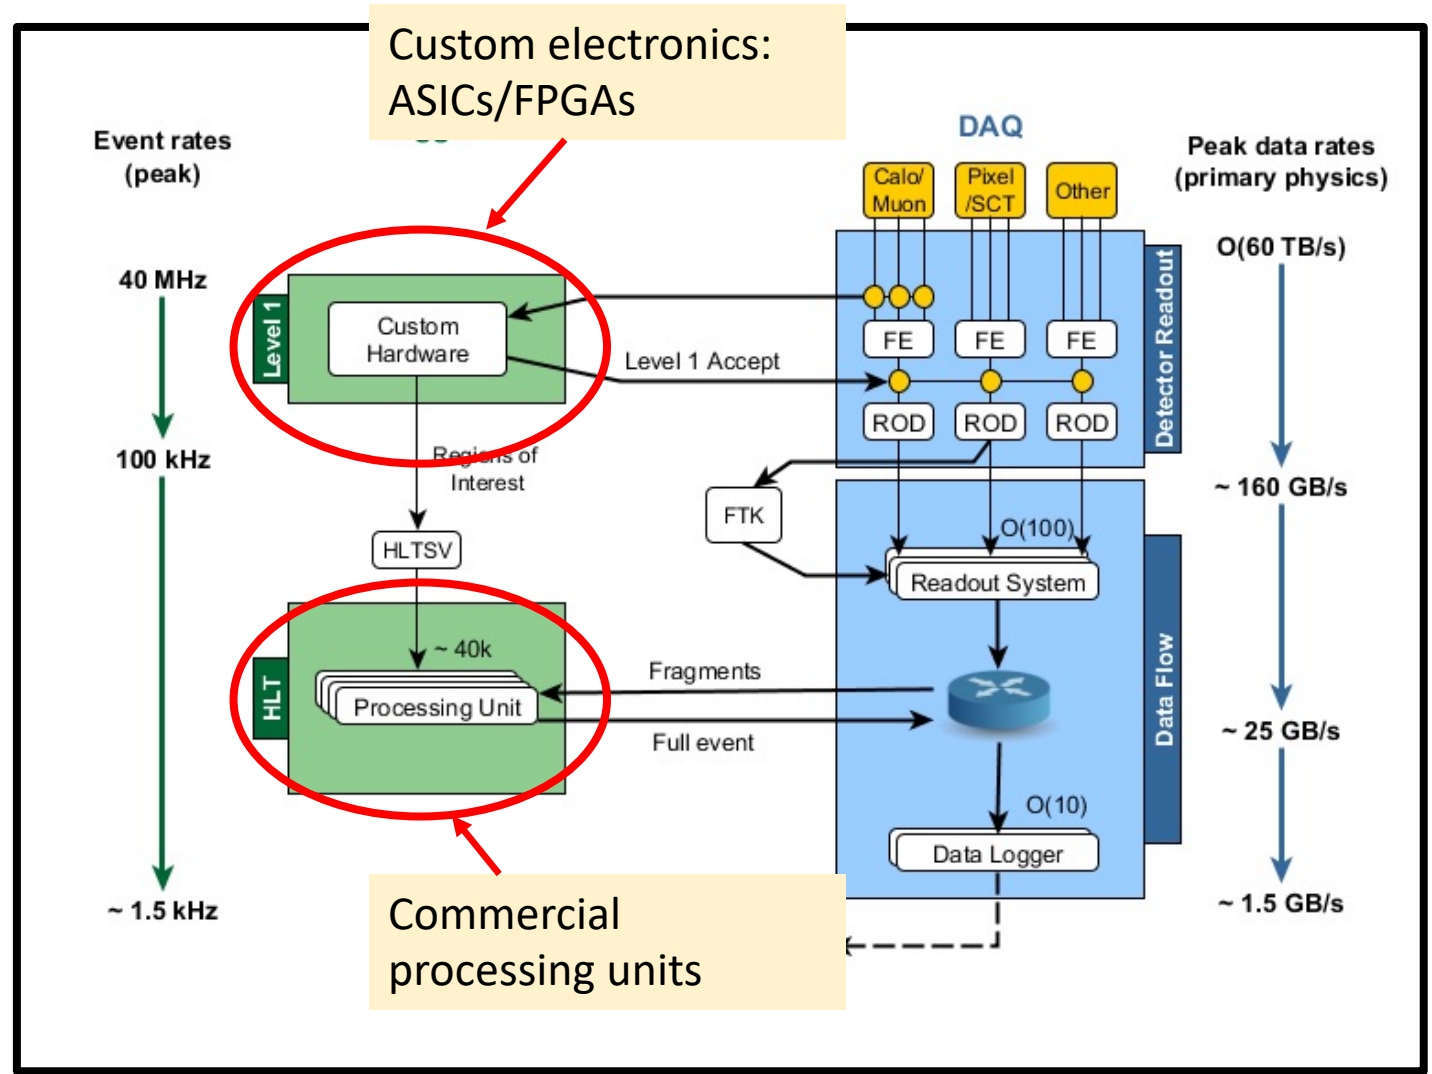 Custom electronics:
ASICs/FPGAs
Event rates
(peak)
DAQ
Peak data rates
(primary physics)
Calo/
Muon
Pixel
/SCT
Other
O(60 TB/s)
40 MHz
Level 1
Custom
Hardware
FE
FE
FE
Level 1 Accept
Detector Readout
ROD
ROD
ROD
100 kHz
Regions of
Interest
~ 160 GB/s
FTK
O(100)
HLTSV
Readout System
~ 40k
HLT
Processing Unit
Fragments
Full event
Data Flow
~ 25 GB/s
O(10)
Data Logger
~ 1.5 kHz
~ 1.5 GB/s
Commercial
processing units